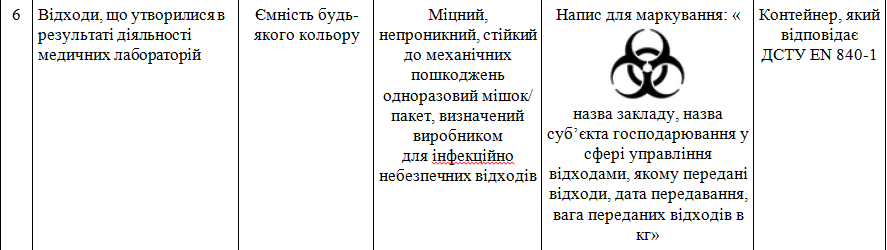 6
Відходи, що утворилися в
результаті діяльності
медичних лабораторій
Ємність будь-
якого кольору
Міцний,
непроникний, стійкий
до механічних
пошкоджень
одноразовий мішок/
пакет, визначений
виробником
для інфекційно
небезпечних відходів
Напис для маркування: «
назва закладу, назва
суб’єкта господарювання у
сфері управління
відходами, якому передані
відходи, дата передавання,
вага переданих відходів в
кг»
Контейнер, який
відповідає
ДСТУ EN 840-1